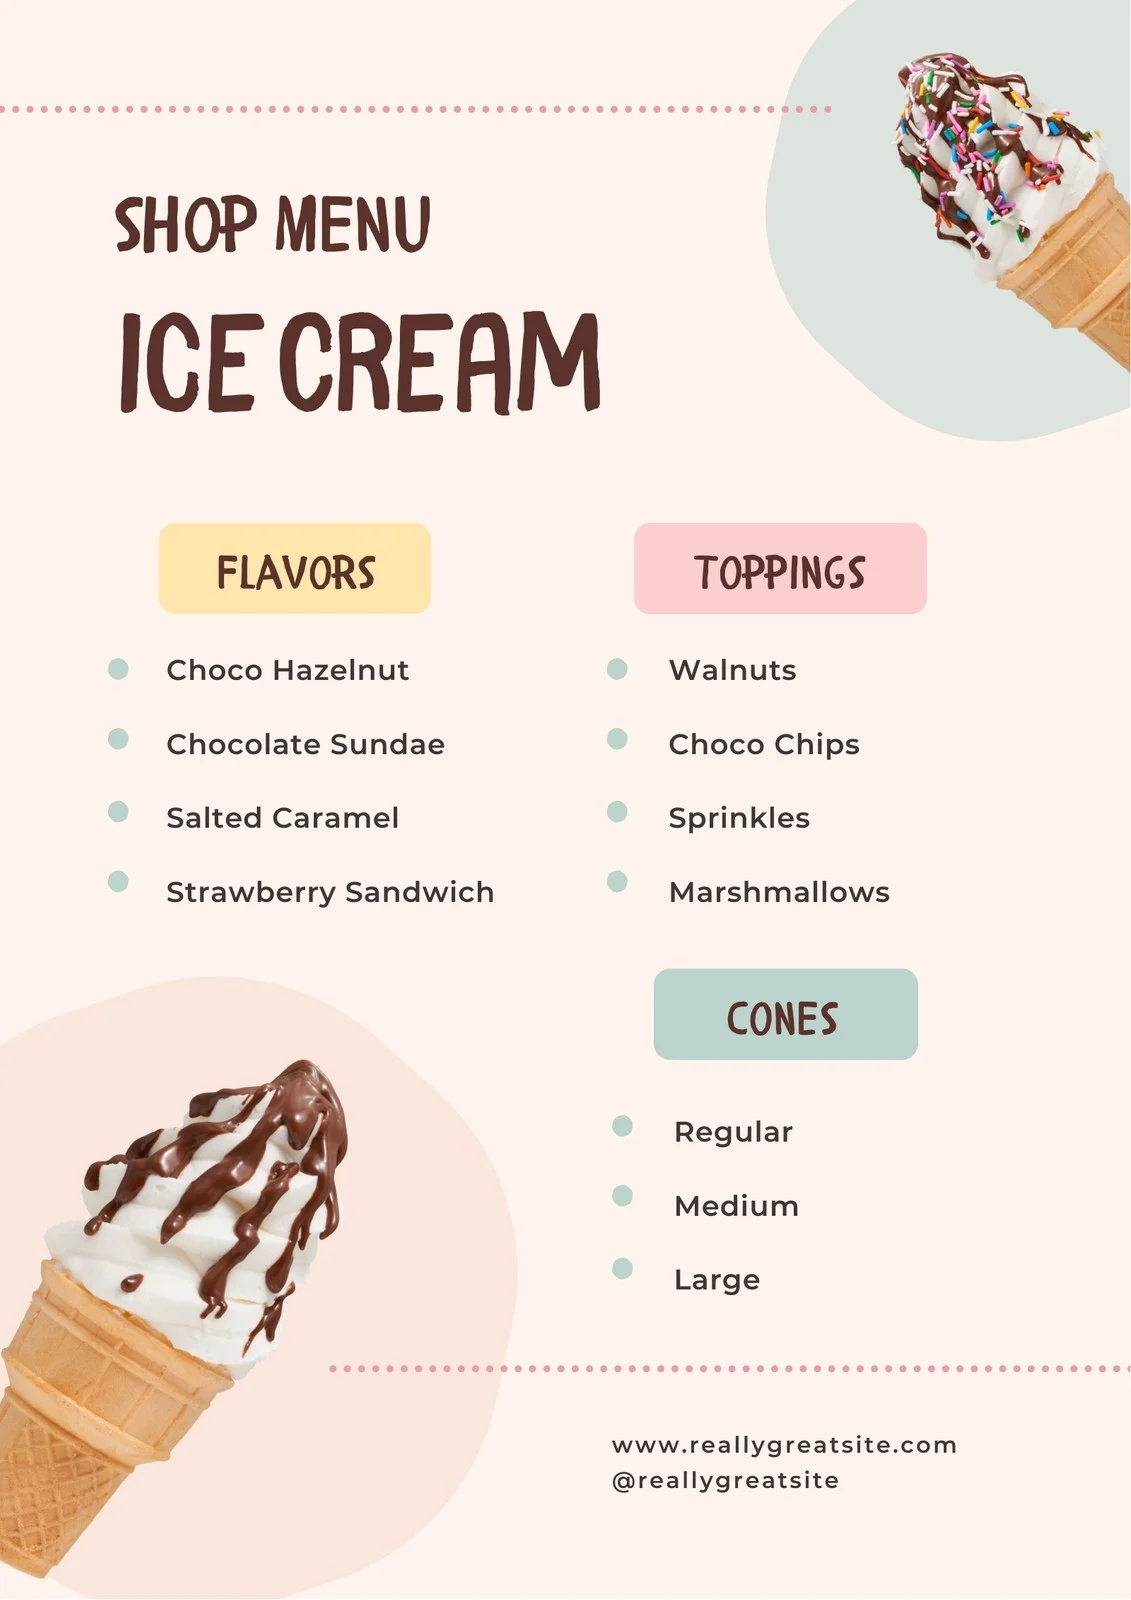 SHOP MENU
ICE CREAM
FLAVORS
Choco Hazelnut
Chocolate Sundae
Salted Caramel
Strawberry Sandwich
TOPPINGS
Walnuts
Choco Chips
Sprinkles
Marshmallows
CONES
Regular
Medium
Large
www.reallygreatsite.com
@reallygreatsite